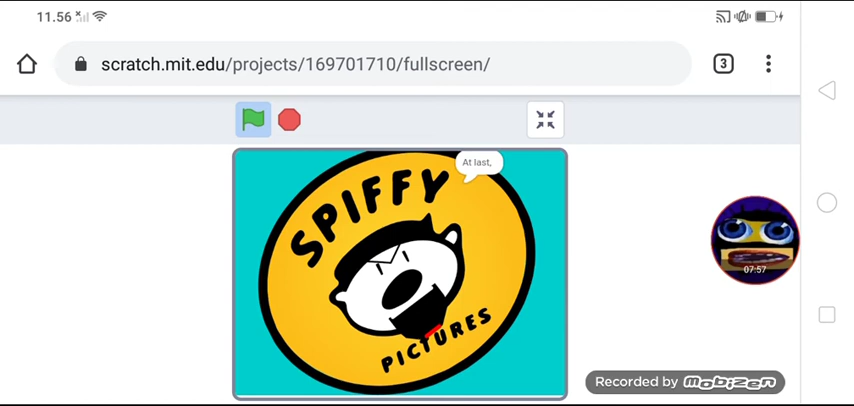 11.56
scratch.mit.edu/projects/169701710/fullscreen/
3
At last,
SPIFFY
PICTURES
07:57
Recorded by mobizen